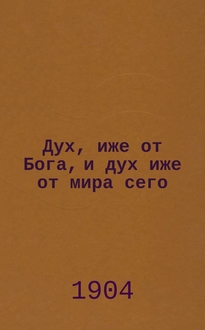 Дух, иже от
Бога, и дух иже
от мира сего
1904